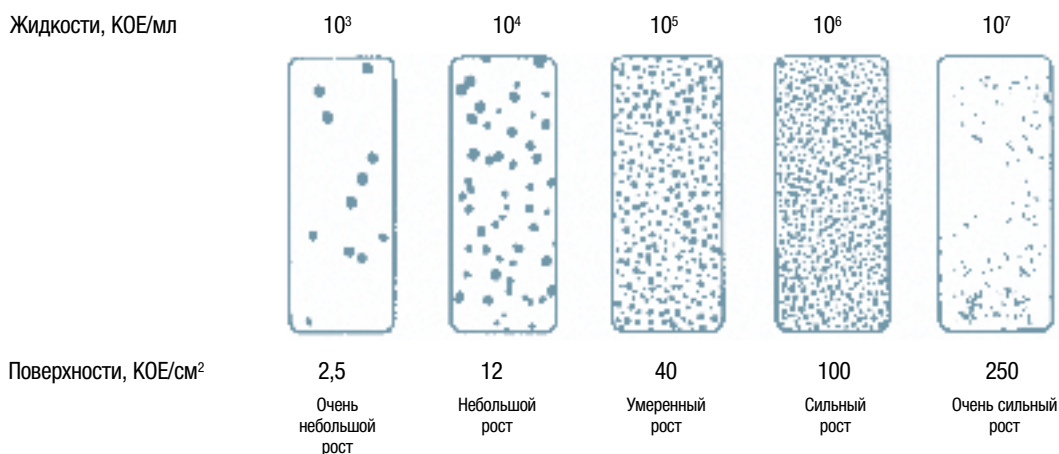 Жидкости, КОЕ/мл 10³ 10⁴ 10⁵ 10⁶ 10⁷
Поверхности, КОЕ/см² 2,5 12 40 100 250
Очень небольшой рост
Небольшой рост
Умеренный рост
Сильный рост
Очень сильный рост